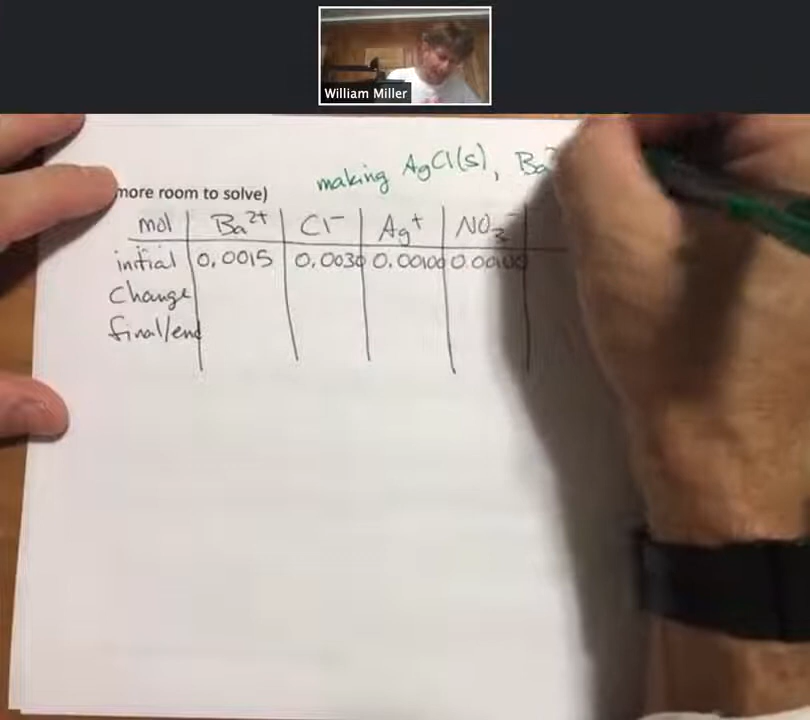 William Miller
making AgCl(s), Ba
more room to solve)
mol Ba²⁺ Cl⁻ Ag⁺ NO₃⁻
initial 0.0015 0.0030 0.00100 0.00100
Change
final/end